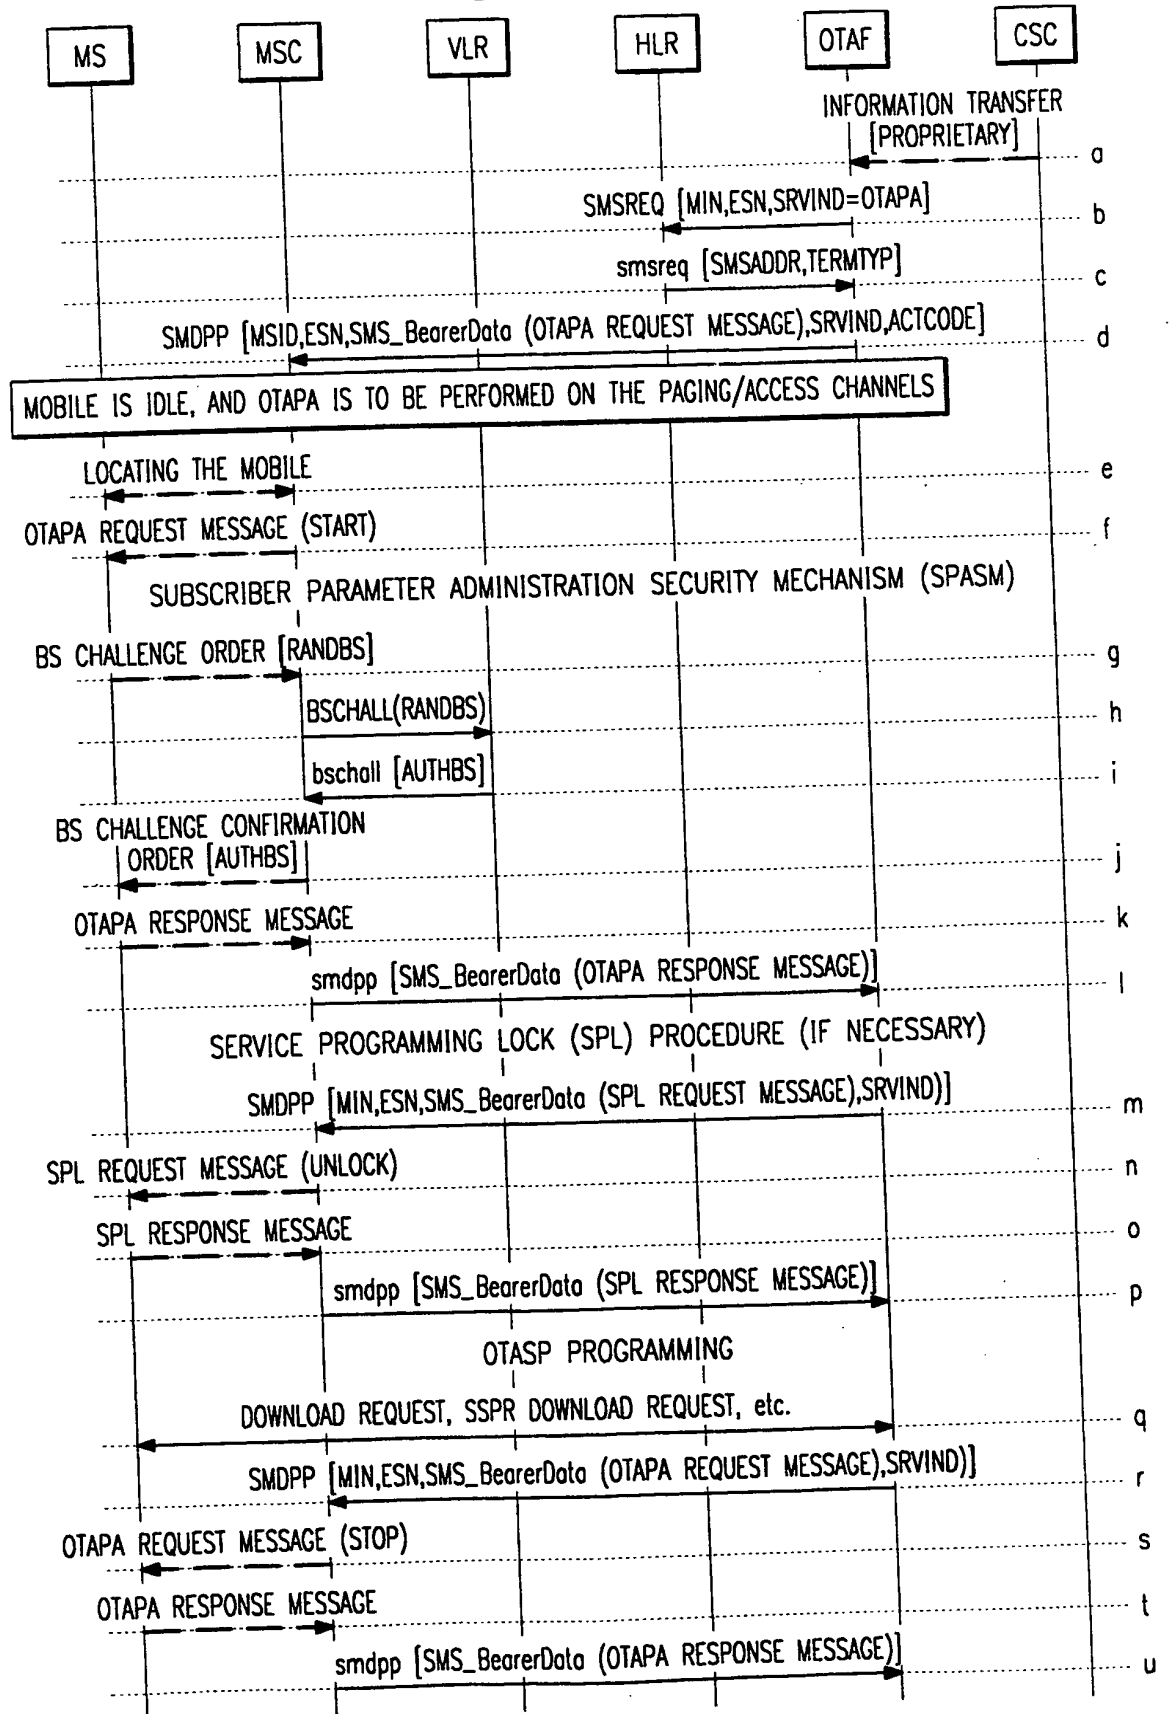 MS MSC VLR HLR OTAF CSC
INFORMATION TRANSFER
[PROPRIETARY]
a
SMSREQ [MIN,ESN,SRVIND=OTAPA]
b
smsreq [SMSADDR,TERMTYP]
c
SMDPP [MSID,ESN,SMS_BearerData (OTAPA REQUEST MESSAGE),SRVIND,ACTCODE]
d
MOBILE IS IDLE, AND OTAPA IS TO BE PERFORMED ON THE PAGING/ACCESS CHANNELS
LOCATING THE MOBILE
e
OTAPA REQUEST MESSAGE (START)
f
SUBSCRIBER PARAMETER ADMINISTRATION SECURITY MECHANISM (SPASM)
BS CHALLENGE ORDER [RANDBS]
g
BSCHALL(RANDBS)
h
bschall [AUTHBS]
i
BS CHALLENGE CONFIRMATION
ORDER [AUTHBS]
j
OTAPA RESPONSE MESSAGE
k
smdpp [SMS_BearerData (OTAPA RESPONSE MESSAGE)]
l
SERVICE PROGRAMMING LOCK (SPL) PROCEDURE (IF NECESSARY)
SMDPP [MIN,ESN,SMS_BearerData (SPL REQUEST MESSAGE),SRVIND)]
m
SPL REQUEST MESSAGE (UNLOCK)
n
SPL RESPONSE MESSAGE
o
smdpp [SMS_BearerData (SPL RESPONSE MESSAGE)]
p
OTASP PROGRAMMING
DOWNLOAD REQUEST, SSPR DOWNLOAD REQUEST, etc.
q
SMDPP [MIN,ESN,SMS_BearerData (OTAPA REQUEST MESSAGE),SRVIND)]
r
OTAPA REQUEST MESSAGE (STOP)
s
OTAPA RESPONSE MESSAGE
t
smdpp [SMS_BearerData (OTAPA RESPONSE MESSAGE)]
u